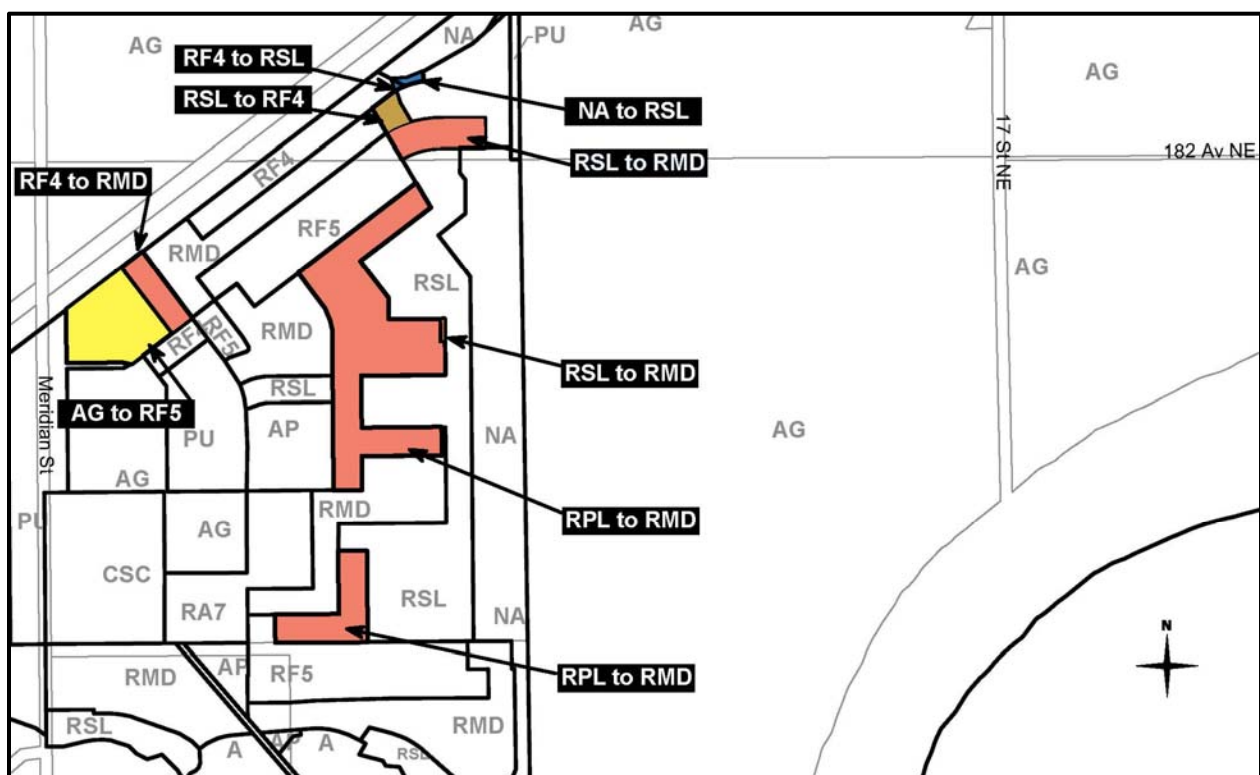 AG
NA
PU
AG
RF4 to RSL
AG
RSL to RF4
NA to RSL
17 St NE
182 Av NE
RSL to RMD
RF4
RF4 to RMD
RF5
RMD
AG
RSL
RMD
RF5
RSL to RMD
RSL
AG to RF5
Meridian St
AP
PU
NA
AG
AG
RMD
RPL to RMD
PU
AG
CSC
RSL
RA7
NA
N
AP
RF5
RMD
RPL to RMD
RSL
RMD
A
AP
A
RSL